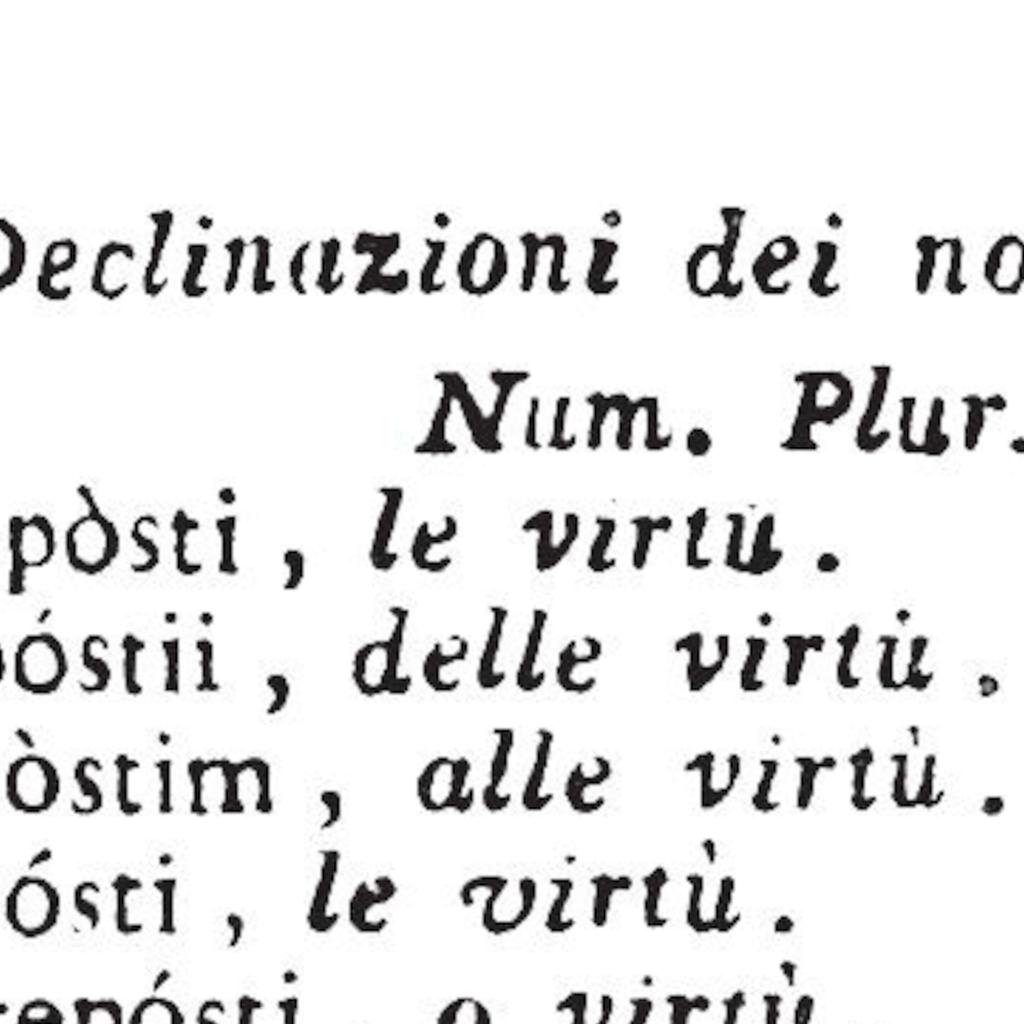 Declinazioni dei no
Num. Plur.
pòsti, le virtù.
óstii, delle virtù.
òstim, alle virtù.
ósti, le virtù.
repósti, o virtù.